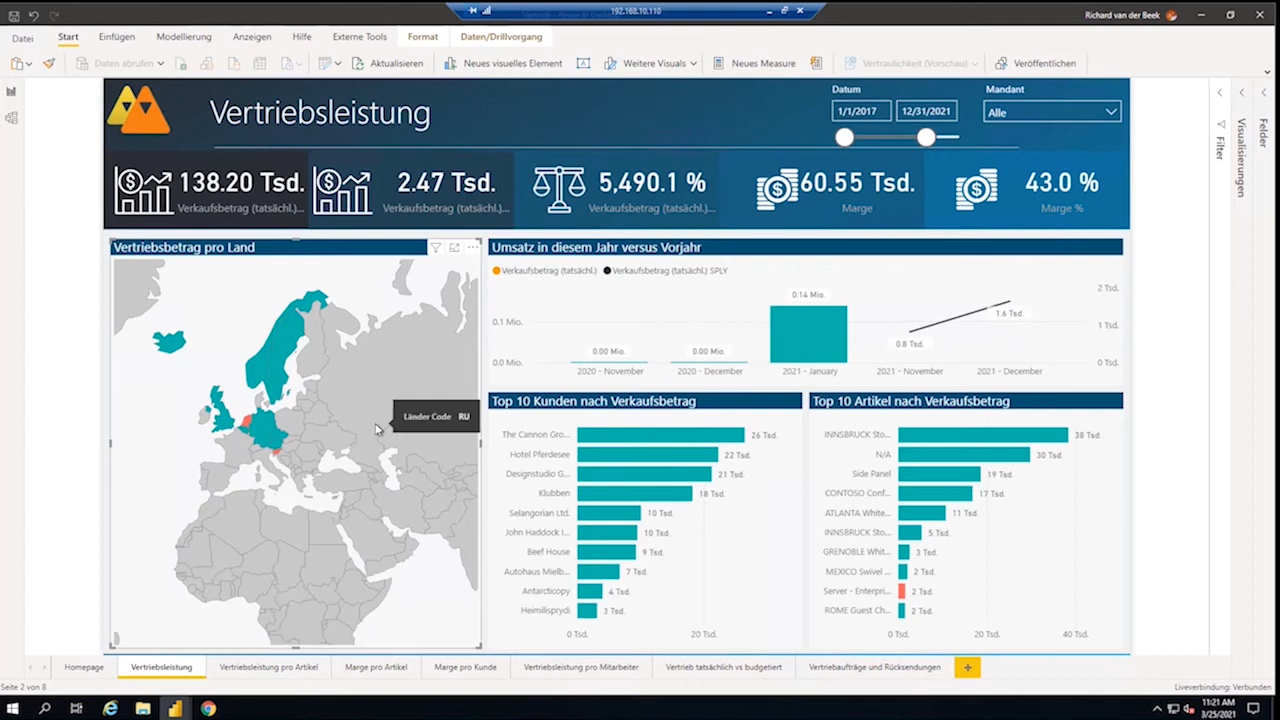 192.168.10.110
Richard van der Beek
Datei Start Einfügen Modellierung Anzeigen Hilfe Externe Tools Format Daten/Drillvorgang
Daten abrufen Aktualisieren Neues visuelles Element Weitere Visuals Neues Measure Vertraulichkeit (Vorschau) Veröffentlichen
Vertriebsleistung
Datum
1/1/2017 12/31/2021
Mandant
Alle
Filter
Visualisierungen
Felder
138.20 Tsd.
Verkaufsbetrag (tatsächl.)...
2.47 Tsd.
Verkaufsbetrag (tatsächl.)...
5,490.1 %
Verkaufsbetrag (tatsächl.)...
60.55 Tsd.
Marge
43.0 %
Marge %
Vertriebsbetrag pro Land
Länder Code RU
Umsatz in diesem Jahr versus Vorjahr
Verkaufsbetrag (tatsächl.) Verkaufsbetrag (tatsächl.) SPLY
0.1 Mio.
0.0 Mio.
0.00 Mio. 0.00 Mio. 0.14 Mio. 0.8 Tsd. 1.6 Tsd.
2 Tsd.
1 Tsd.
0 Tsd.
2020 - November 2020 - December 2021 - January 2021 - November 2021 - December
Top 10 Kunden nach Verkaufsbetrag
The Cannon Gro... 26 Tsd.
Hotel Pferdesee 22 Tsd.
Designstudio G... 21 Tsd.
Klubben 18 Tsd.
Selangorian Ltd. 10 Tsd.
John Haddock I... 10 Tsd.
Beef House 9 Tsd.
Autohaus Mielb... 7 Tsd.
Antarcticopy 4 Tsd.
Heimilisprydi 3 Tsd.
0 Tsd. 20 Tsd.
Top 10 Artikel nach Verkaufsbetrag
INNSBRUCK Sto... 38 Tsd.
N/A 30 Tsd.
Side Panel 19 Tsd.
CONTOSO Conf... 17 Tsd.
ATLANTA White... 11 Tsd.
INNSBRUCK Sto... 5 Tsd.
GRENOBLE Whit... 3 Tsd.
MEXICO Swivel ... 2 Tsd.
Server - Enterpri... 2 Tsd.
ROME Guest Ch... 2 Tsd.
0 Tsd. 20 Tsd. 40 Tsd.
Homepage Vertriebsleistung Vertriebsleistung pro Artikel Marge pro Artikel Marge pro Kunde Vertriebsleistung pro Mitarbeiter Vertrieb tatsächlich vs budgetiert Vertriebaufträge und Rücksendungen
Seite 2 von 8
Liveverbindung: Verbunden
11:21 AM
3/25/2021